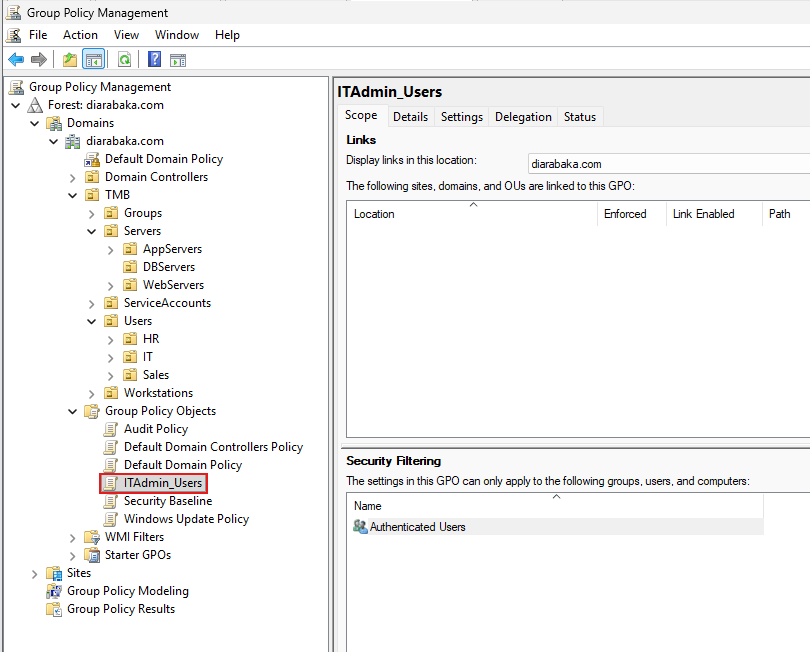 Group Policy Management
File Action View Window Help
Group Policy Management
Forest: diarabaka.com
Domains
diarabaka.com
Default Domain Policy
Domain Controllers
TMB
Groups
Servers
AppServers
DBServers
WebServers
ServiceAccounts
Users
HR
IT
Sales
Workstations
Group Policy Objects
Audit Policy
Default Domain Controllers Policy
Default Domain Policy
ITAdmin_Users
Security Baseline
Windows Update Policy
WMI Filters
Starter GPOs
Sites
Group Policy Modeling
Group Policy Results
ITAdmin_Users
Scope Details Settings Delegation Status
Links
Display links in this location: diarabaka.com
The following sites, domains, and OUs are linked to this GPO:
Location Enforced Link Enabled Path
Security Filtering
The settings in this GPO can only apply to the following groups, users, and computers:
Name
Authenticated Users